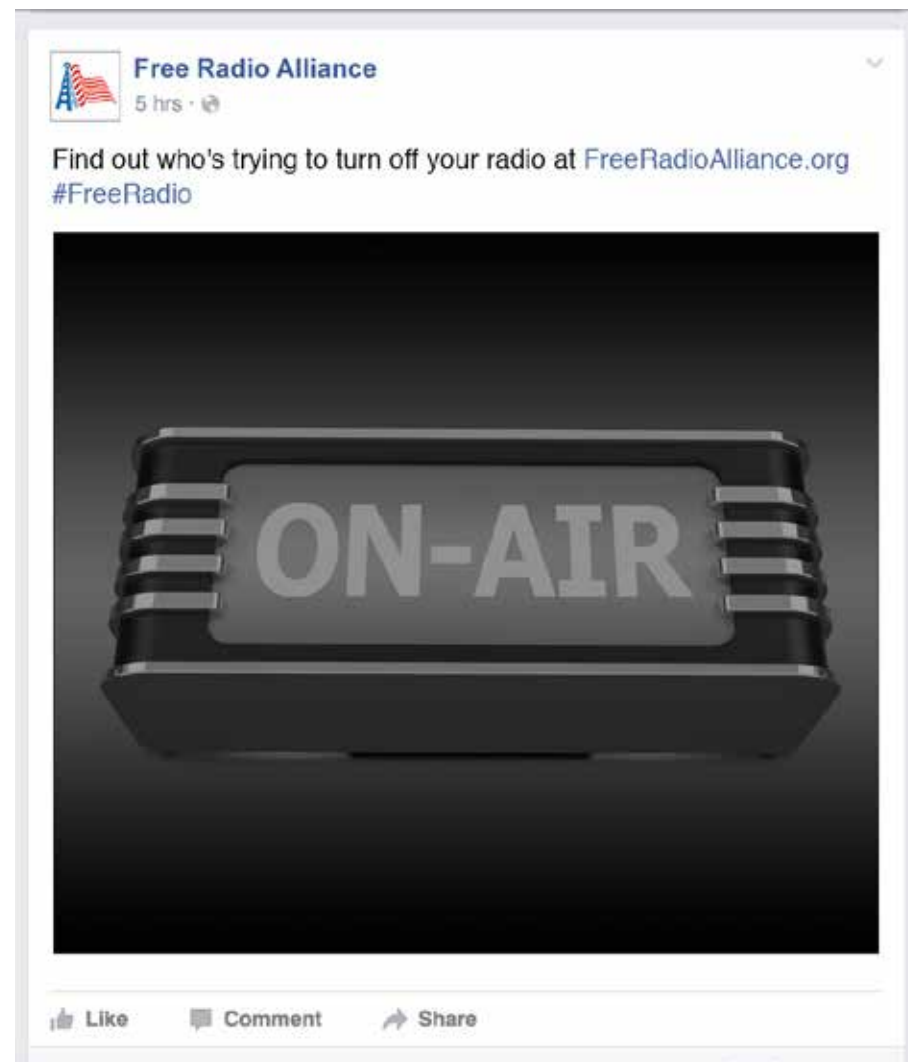 Free Radio Alliance
5 hrs ·
Find out who's trying to turn off your radio at FreeRadioAlliance.org
#FreeRadio
ON-AIR
Like Comment Share